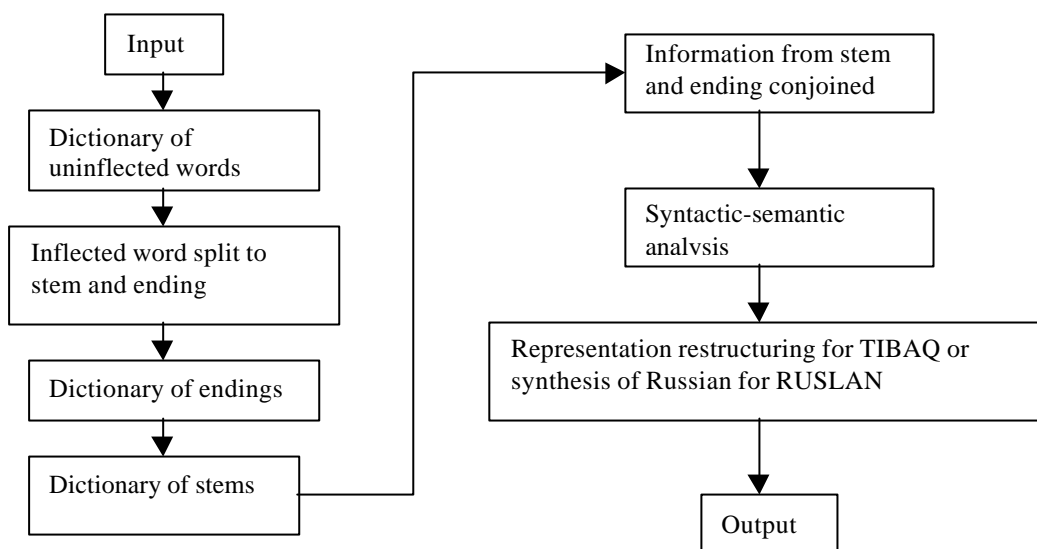 Input
Dictionary of
uninflected words
Inflected word split to
stem and ending
Dictionary of endings
Dictionary of stems
Information from stem
and ending conjoined
Syntactic-semantic
analysis
Representation restructuring for TIBAQ or
synthesis of Russian for RUSLAN
Output